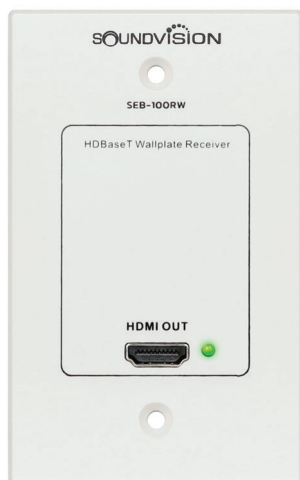 SOUNDVISION
SEB-100RW
HDBaseT Wallplate Receiver
HDMI OUT